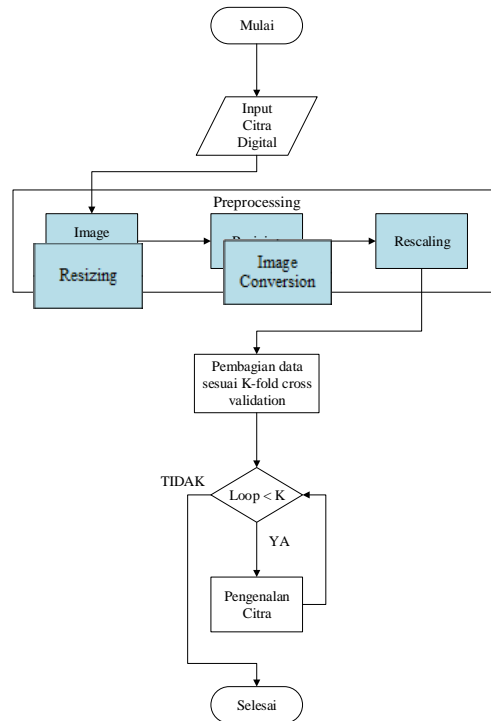 Mulai
Input
Citra
Digital
Preprocessing
Image
Resizing
Image
Conversion
Rescaling
Pembagian data
sesuai K-fold cross
validation
TIDAK
Loop < K
YA
Pengenalan
Citra
Selesai